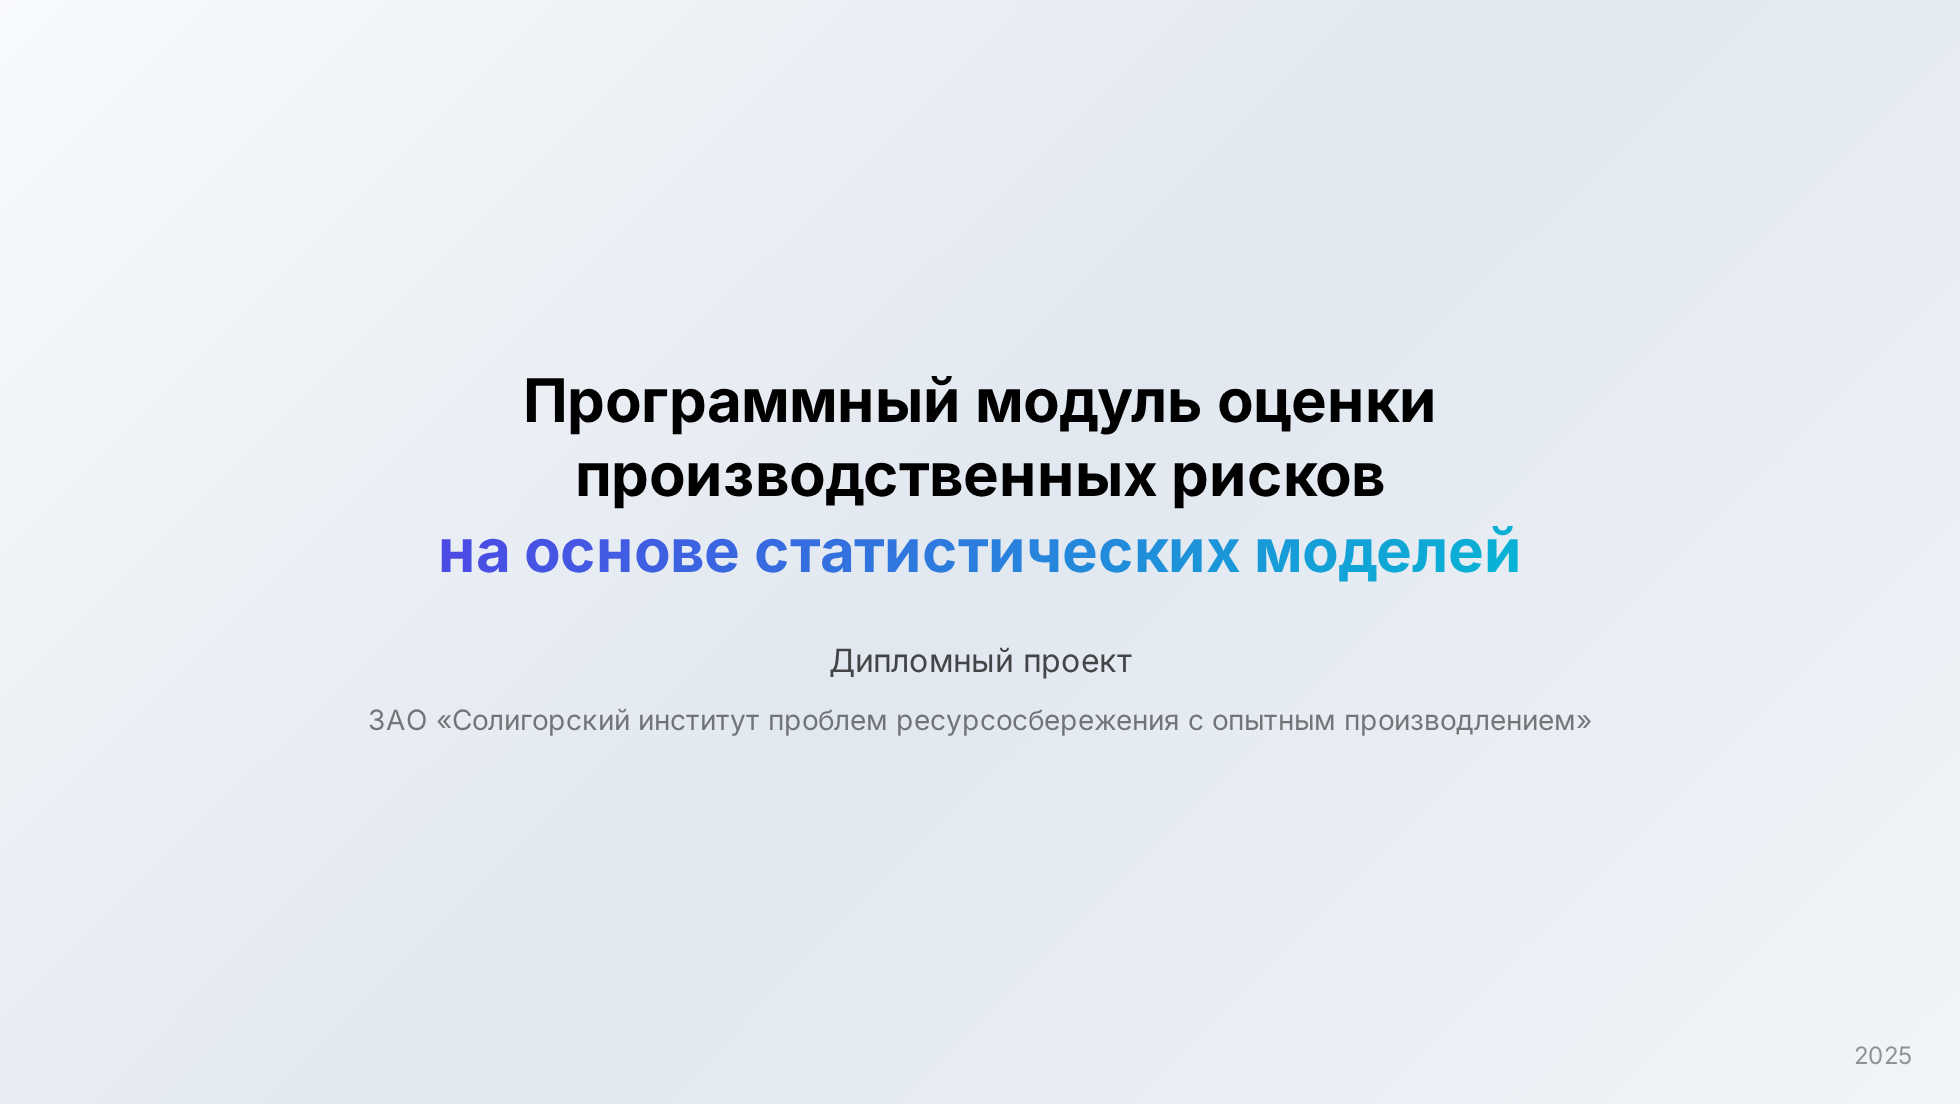 Программный модуль оценки
производственных рисков
на основе статистических моделей
Дипломный проект
ЗАО «Солигорский институт проблем ресурсосбережения с опытным производлением»
2025